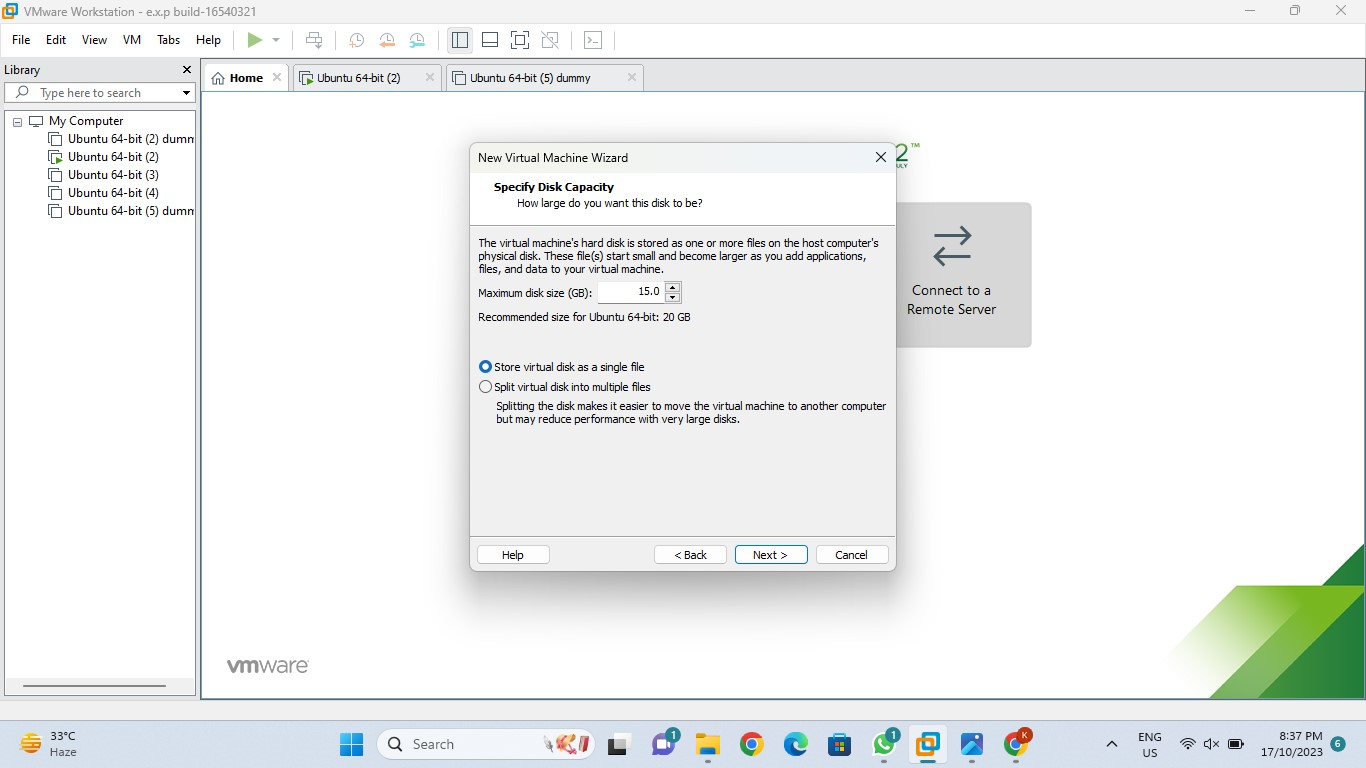 VMware Workstation - e.x.p build-16540321
File Edit View VM Tabs Help
Library
Type here to search
My Computer
Ubuntu 64-bit (2) dumm
Ubuntu 64-bit (2)
Ubuntu 64-bit (3)
Ubuntu 64-bit (4)
Ubuntu 64-bit (5) dumm
Home
Ubuntu 64-bit (2)
Ubuntu 64-bit (5) dummy
2™
New Virtual Machine Wizard
Specify Disk Capacity
How large do you want this disk to be?
The virtual machine's hard disk is stored as one or more files on the host computer's
physical disk. These file(s) start small and become larger as you add applications,
files, and data to your virtual machine.
Maximum disk size (GB): 15.0
Recommended size for Ubuntu 64-bit: 20 GB
Store virtual disk as a single file
Split virtual disk into multiple files
Splitting the disk makes it easier to move the virtual machine to another computer
but may reduce performance with very large disks.
Help
< Back
Next >
Cancel
Connect to a
Remote Server
vmware
33°C
Haze
Search
1
1
K
ENG
US
8:37 PM
17/10/2023
6